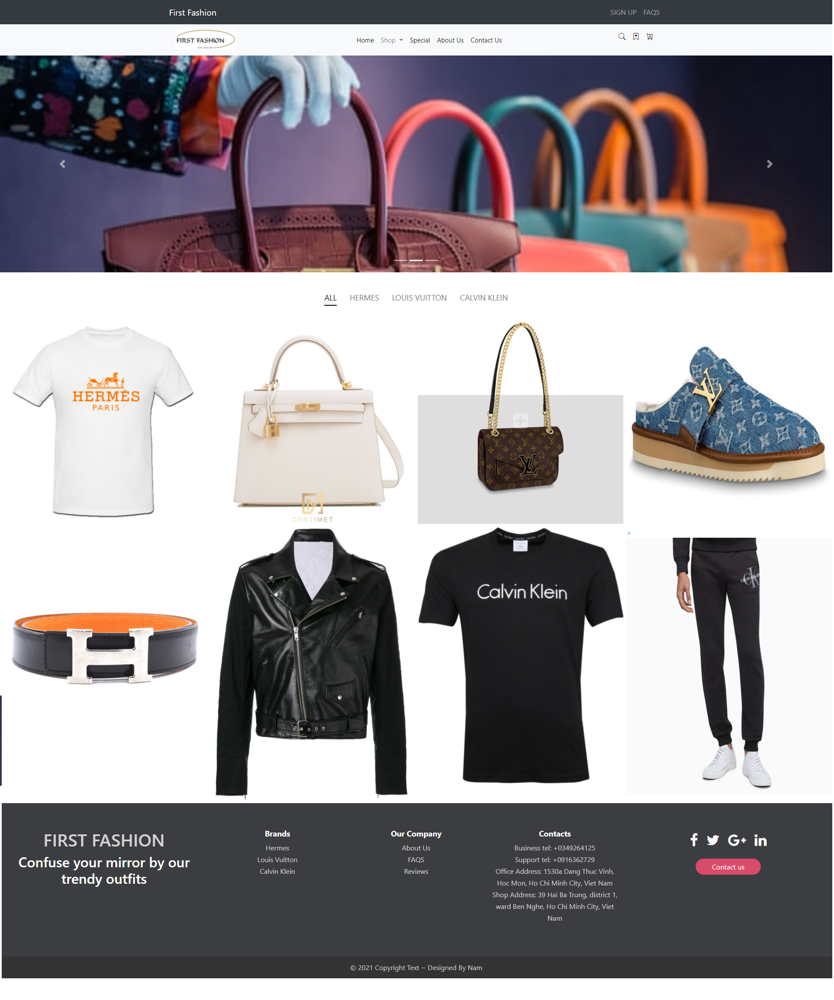 First Fashion
SIGN UP FAQS
FIRST FASHION
Home Shop Special About Us Contact Us
ALL HERMES LOUIS VUITTON CALVIN KLEIN
HERMÈS
PARIS
CENTIMET
>
Calvin Klein
FIRST FASHION
Confuse your mirror by our
trendy outfits
Brands
Hermes
Louis Vuitton
Calvin Klein
Our Company
About Us
FAQS
Reviews
Contacts
Business tel: +0349264125
Support tel: +0916362729
Office Address: 1530a Dang Thuc Vinh,
Hoc Mon, Ho Chi Minh City, Viet Nam
Shop Address: 39 Hai Ba Trung, district 1,
ward Ben Nghe, Ho Chi Minh City, Viet
Nam
Contact us
© 2021 Copyright Text ~ Designed By Nam